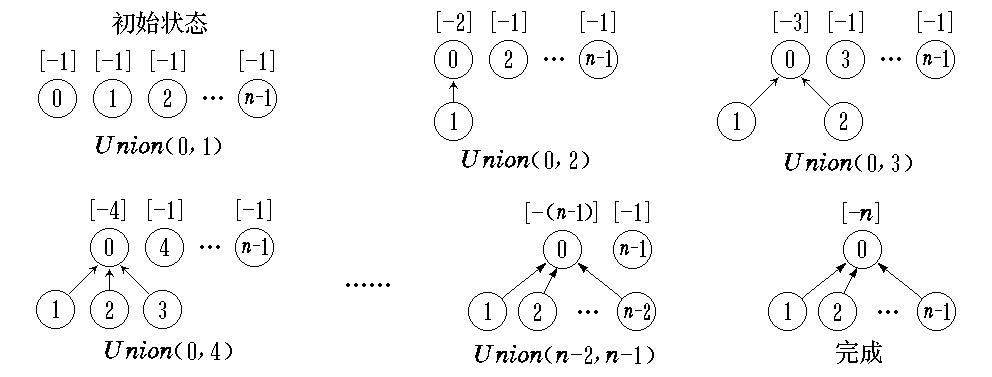 初始状态
[-1] [-1] [-1] [-1]
0 1 2 … n-1
Union(0, 1)
[-2] [-1] [-1]
0 2 … n-1
1
Union(0, 2)
[-3] [-1] [-1]
0 3 … n-1
1 2
Union(0, 3)
[-4] [-1] [-1]
0 4 … n-1
1 2 3
Union(0, 4)
……
[-(n-1)] [-1]
0 n-1
1 2 … n-2
Union(n-2, n-1)
[-n]
0
1 2 … n-1
完成